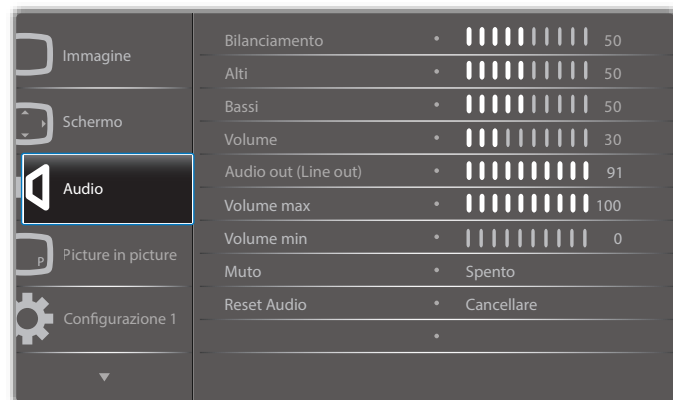 Immagine
Schermo
Audio
P
Picture in picture
Configurazione 1
Bilanciamento • 50
Alti • 50
Bassi • 50
Volume • 30
Audio out (Line out) • 91
Volume max • 100
Volume min • 0
Muto • Spento
Reset Audio • Cancellare
•